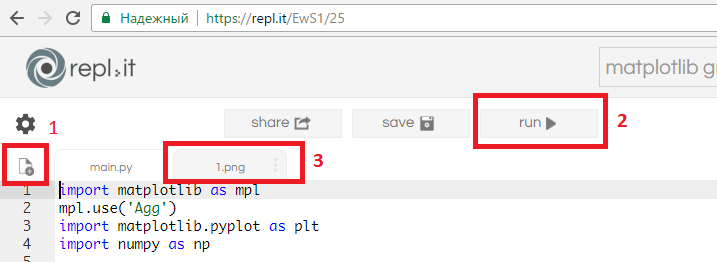 Надежный https://repl.it/EwS1/25
repl.it
matplotlib gr
1
share save run 2
main.py 1.png 3
1 import matplotlib as mpl
2 mpl.use('Agg')
3 import matplotlib.pyplot as plt
4 import numpy as np